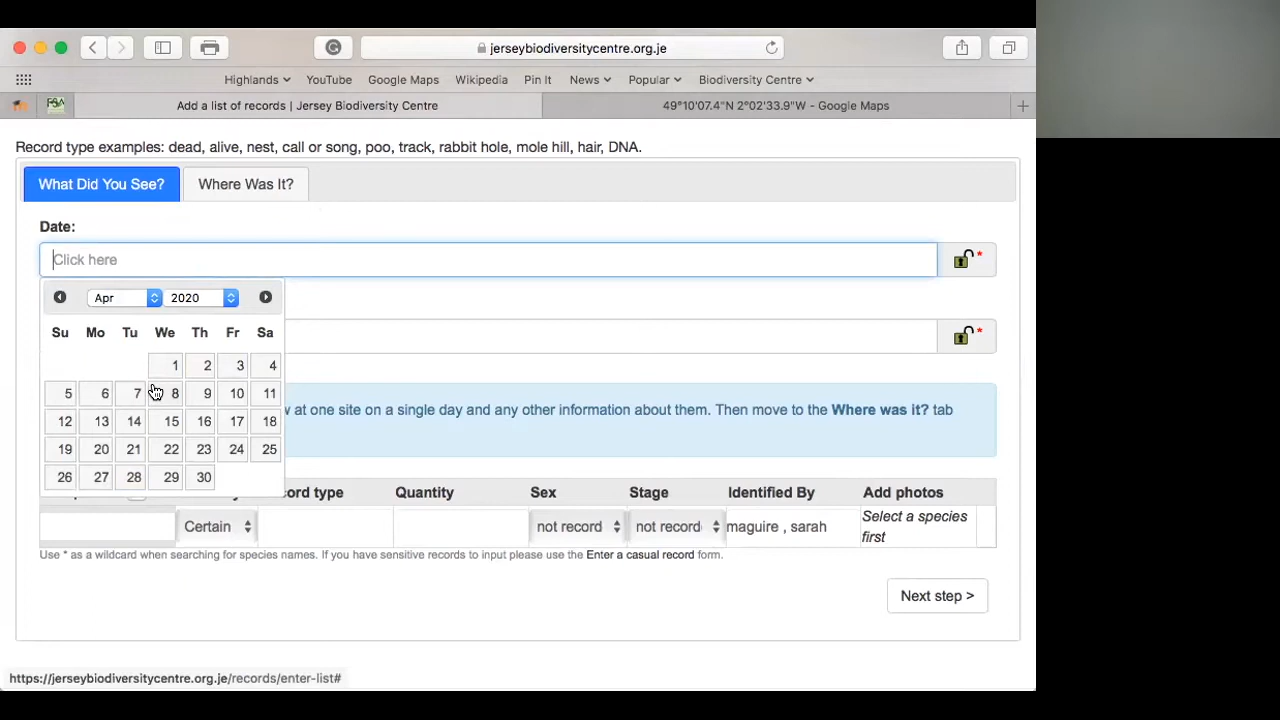 jerseybiodiversitycentre.org.je
Highlands YouTube Google Maps Wikipedia Pin It News Popular Biodiversity Centre
Add a list of records | Jersey Biodiversity Centre 49°10'07.4"N 2°02'33.9"W - Google Maps
Record type examples: dead, alive, nest, call or song, poo, track, rabbit hole, mole hill, hair, DNA.
What Did You See? Where Was It?
Date:
Click here *
Apr 2020
Su Mo Tu We Th Fr Sa
*
1 2 3 4
5 6 7 8 9 10 11
at one site on a single day and any other information about them. Then move to the Where was it? tab
12 13 14 15 16 17 18
19 20 21 22 23 24 25
26 27 28 29 30
type Quantity Sex Stage Identified By Add photos
Certain not record not record maguire , sarah Select a species
first
Use * as a wildcard when searching for species names. If you have sensitive records to input please use the Enter a casual record form.
Next step >
https://jerseybiodiversitycentre.org.je/records/enter-list#